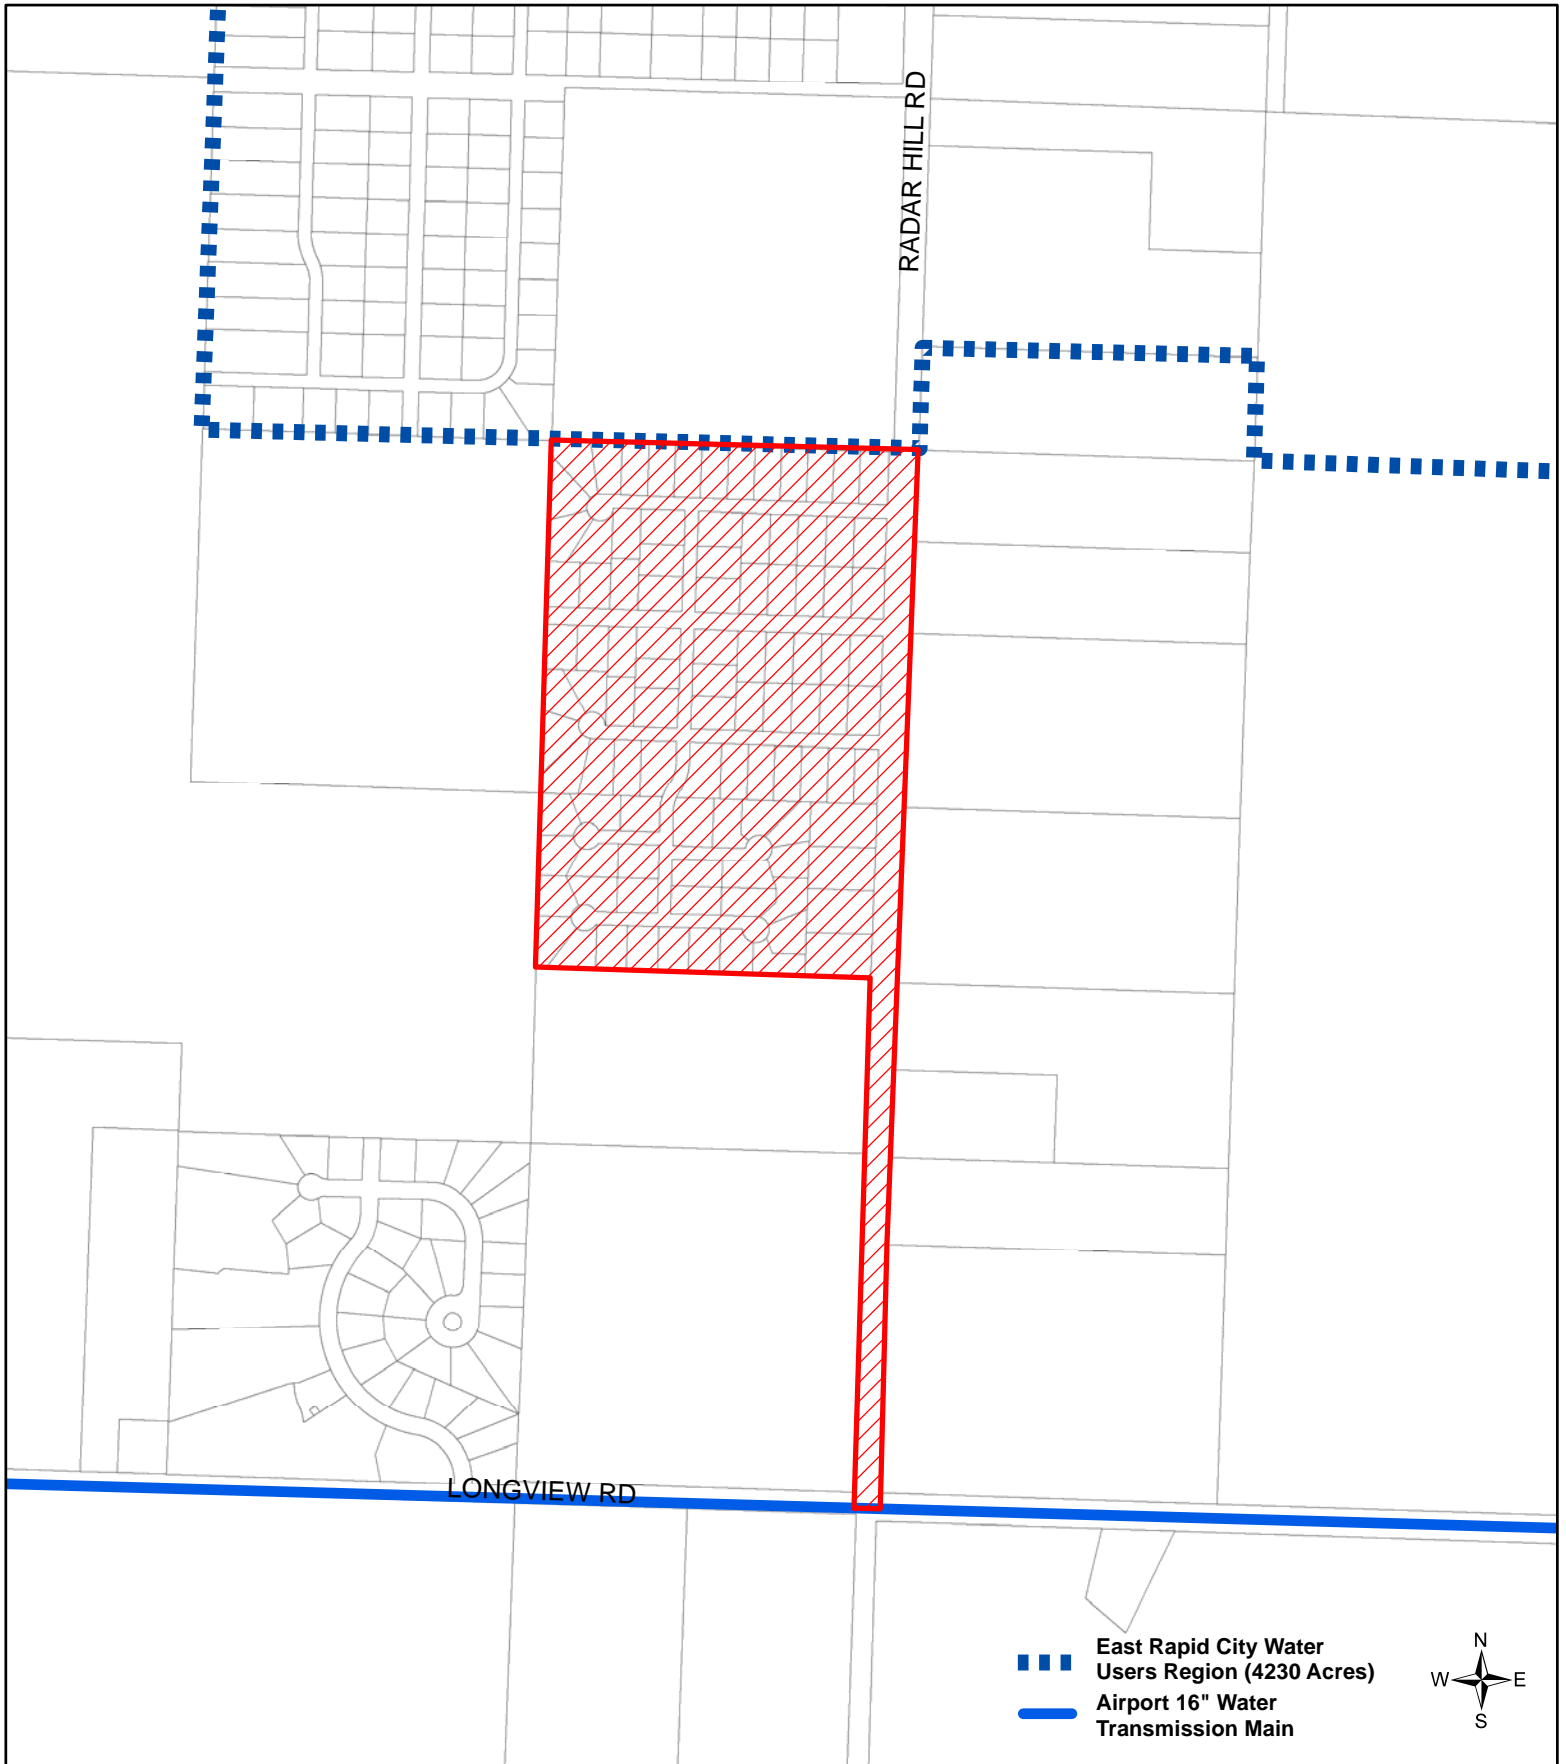 RADAR HILL RD
LONGVIEW RD
East Rapid City Water
Users Region (4230 Acres)
Airport 16" Water
Transmission Main
N
W E
S